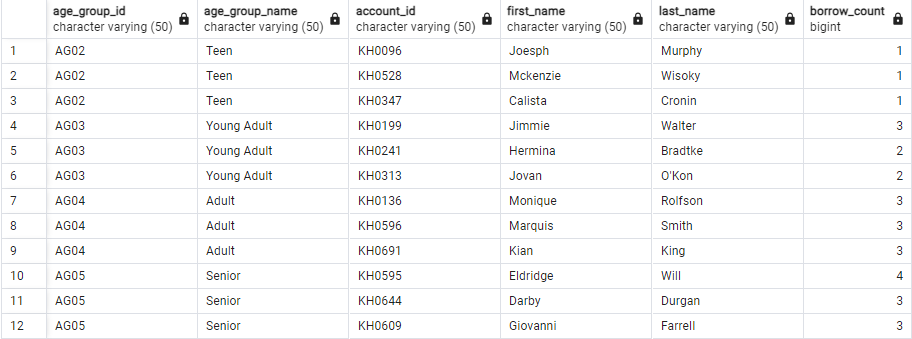 age_group_id age_group_name account_id first_name last_name borrow_count
character varying (50) character varying (50) character varying (50) character varying (50) character varying (50) bigint
1 AG02 Teen KH0096 Joesph Murphy 1
2 AG02 Teen KH0528 Mckenzie Wisoky 1
3 AG02 Teen KH0347 Calista Cronin 1
4 AG03 Young Adult KH0199 Jimmie Walter 3
5 AG03 Young Adult KH0241 Hermina Bradtke 2
6 AG03 Young Adult KH0313 Jovan O'Kon 2
7 AG04 Adult KH0136 Monique Rolfson 3
8 AG04 Adult KH0596 Marquis Smith 3
9 AG04 Adult KH0691 Kian King 3
10 AG05 Senior KH0595 Eldridge Will 4
11 AG05 Senior KH0644 Darby Durgan 3
12 AG05 Senior KH0609 Giovanni Farrell 3